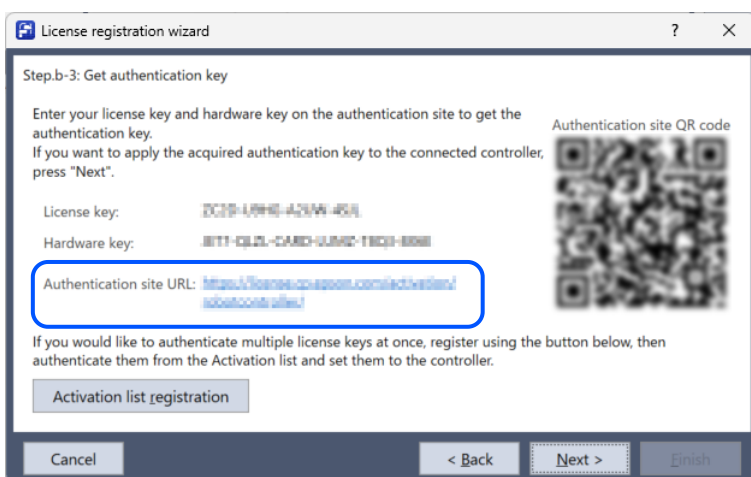 License registration wizard
Step.b-3: Get authentication key
Enter your license key and hardware key on the authentication site to get the
authentication key.
If you want to apply the acquired authentication key to the connected controller,
press "Next".
Authentication site QR code
License key:
Hardware key:
Authentication site URL:
If you would like to authenticate multiple license keys at once, register using the button below, then
authenticate them from the Activation list and set them to the controller.
Activation list registration
Cancel
< Back
Next >
Finish